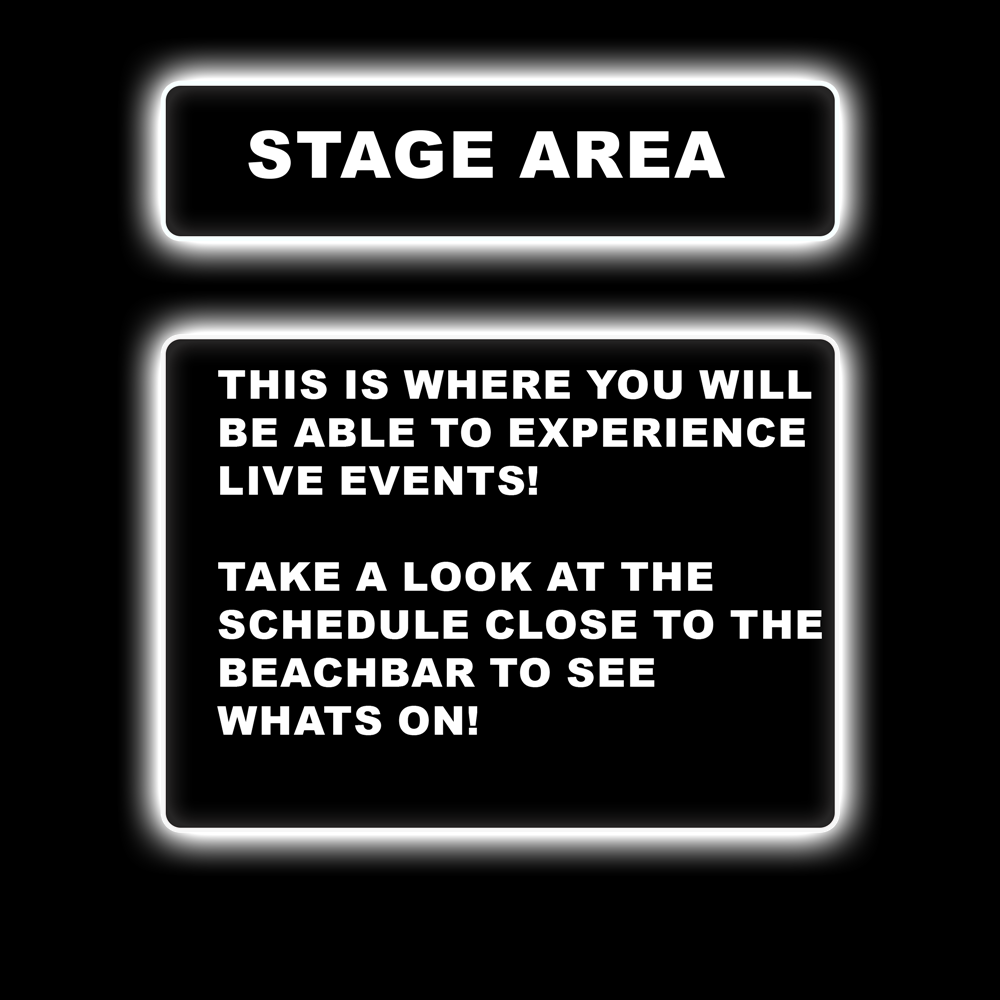 STAGE AREA
THIS IS WHERE YOU WILL
BE ABLE TO EXPERIENCE
LIVE EVENTS!
TAKE A LOOK AT THE
SCHEDULE CLOSE TO THE
BEACHBAR TO SEE
WHATS ON!